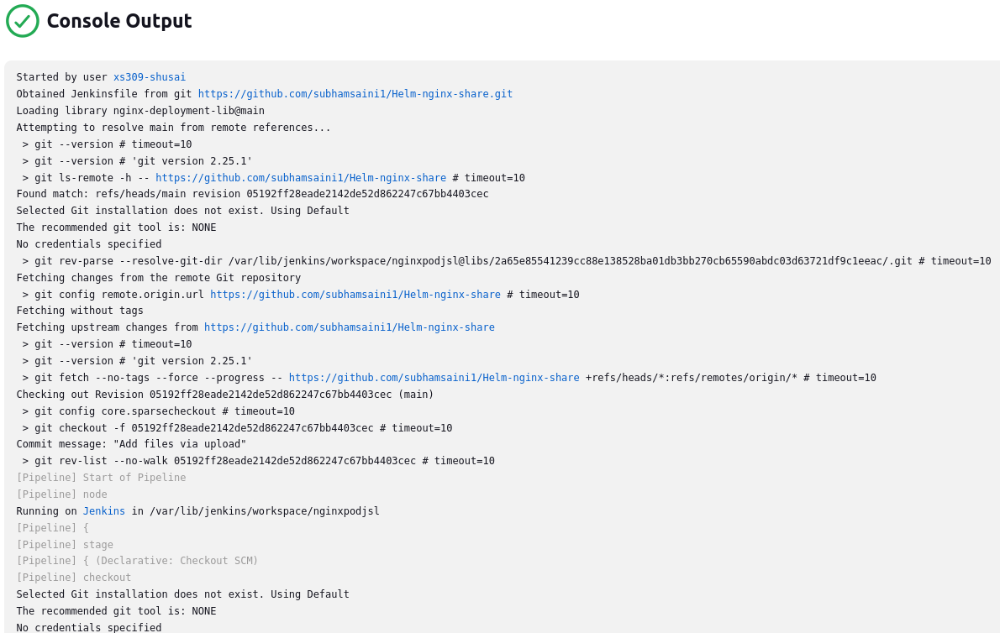 Console Output
Started by user xs309-shusai
Obtained Jenkinsfile from git https://github.com/subhamsaini1/Helm-nginx-share.git
Loading library nginx-deployment-lib@main
Attempting to resolve main from remote references...
 > git --version # timeout=10
 > git --version # 'git version 2.25.1'
 > git ls-remote -h -- https://github.com/subhamsaini1/Helm-nginx-share # timeout=10
Found match: refs/heads/main revision 05192ff28eade2142de52d862247c67bb4403cec
Selected Git installation does not exist. Using Default
The recommended git tool is: NONE
No credentials specified
 > git rev-parse --resolve-git-dir /var/lib/jenkins/workspace/nginxpodjsl@libs/2a65e85541239cc88e138528ba01db3bb270cb65590abdc03d63721df9c1eeac/.git # timeout=10
Fetching changes from the remote Git repository
 > git config remote.origin.url https://github.com/subhamsaini1/Helm-nginx-share # timeout=10
Fetching without tags
Fetching upstream changes from https://github.com/subhamsaini1/Helm-nginx-share
 > git --version # timeout=10
 > git --version # 'git version 2.25.1'
 > git fetch --no-tags --force --progress -- https://github.com/subhamsaini1/Helm-nginx-share +refs/heads/*:refs/remotes/origin/* # timeout=10
Checking out Revision 05192ff28eade2142de52d862247c67bb4403cec (main)
 > git config core.sparsecheckout # timeout=10
 > git checkout -f 05192ff28eade2142de52d862247c67bb4403cec # timeout=10
Commit message: "Add files via upload"
 > git rev-list --no-walk 05192ff28eade2142de52d862247c67bb4403cec # timeout=10
[Pipeline] Start of Pipeline
[Pipeline] node
Running on Jenkins in /var/lib/jenkins/workspace/nginxpodjsl
[Pipeline] {
[Pipeline] stage
[Pipeline] { (Declarative: Checkout SCM)
[Pipeline] checkout
Selected Git installation does not exist. Using Default
The recommended git tool is: NONE
No credentials specified